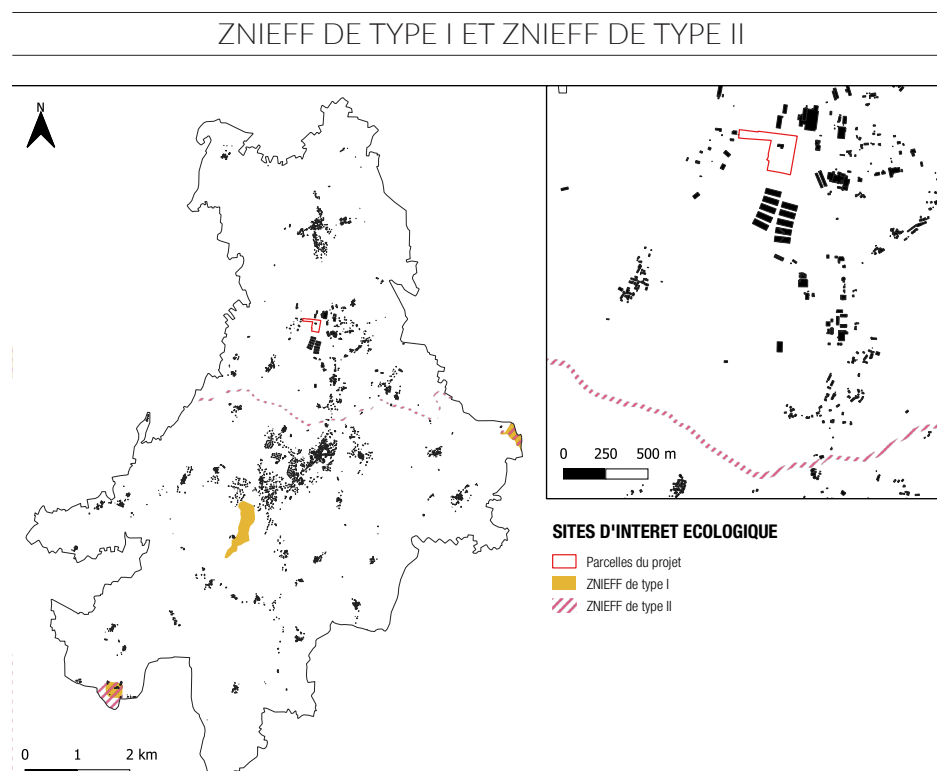 ZNIEFF DE TYPE I ET ZNIEFF DE TYPE II
N
0 250 500 m
SITES D'INTERET ECOLOGIQUE
Parcelles du projet
ZNIEFF de type I
ZNIEFF de type II
0 1 2 km